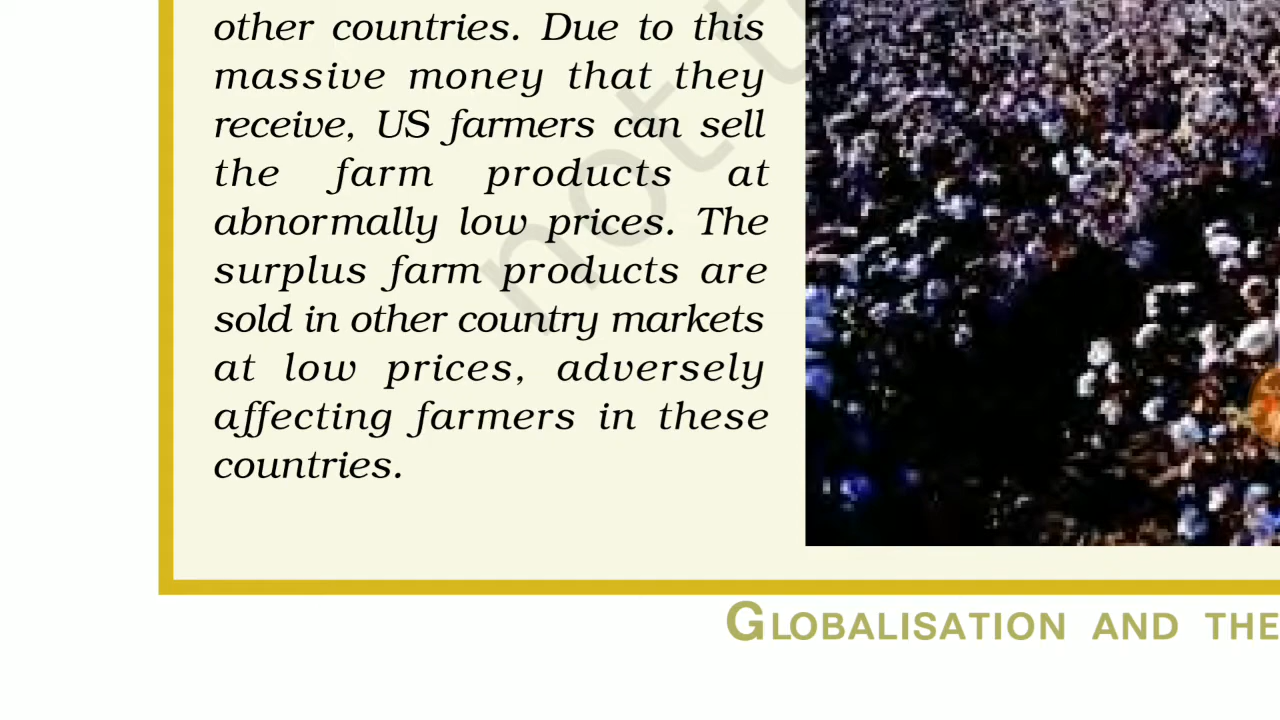 other countries. Due to this
massive money that they
receive, US farmers can sell
the farm products at
abnormally low prices. The
surplus farm products are
sold in other country markets
at low prices, adversely
affecting farmers in these
countries.
not t
GLOBALISATION AND THE